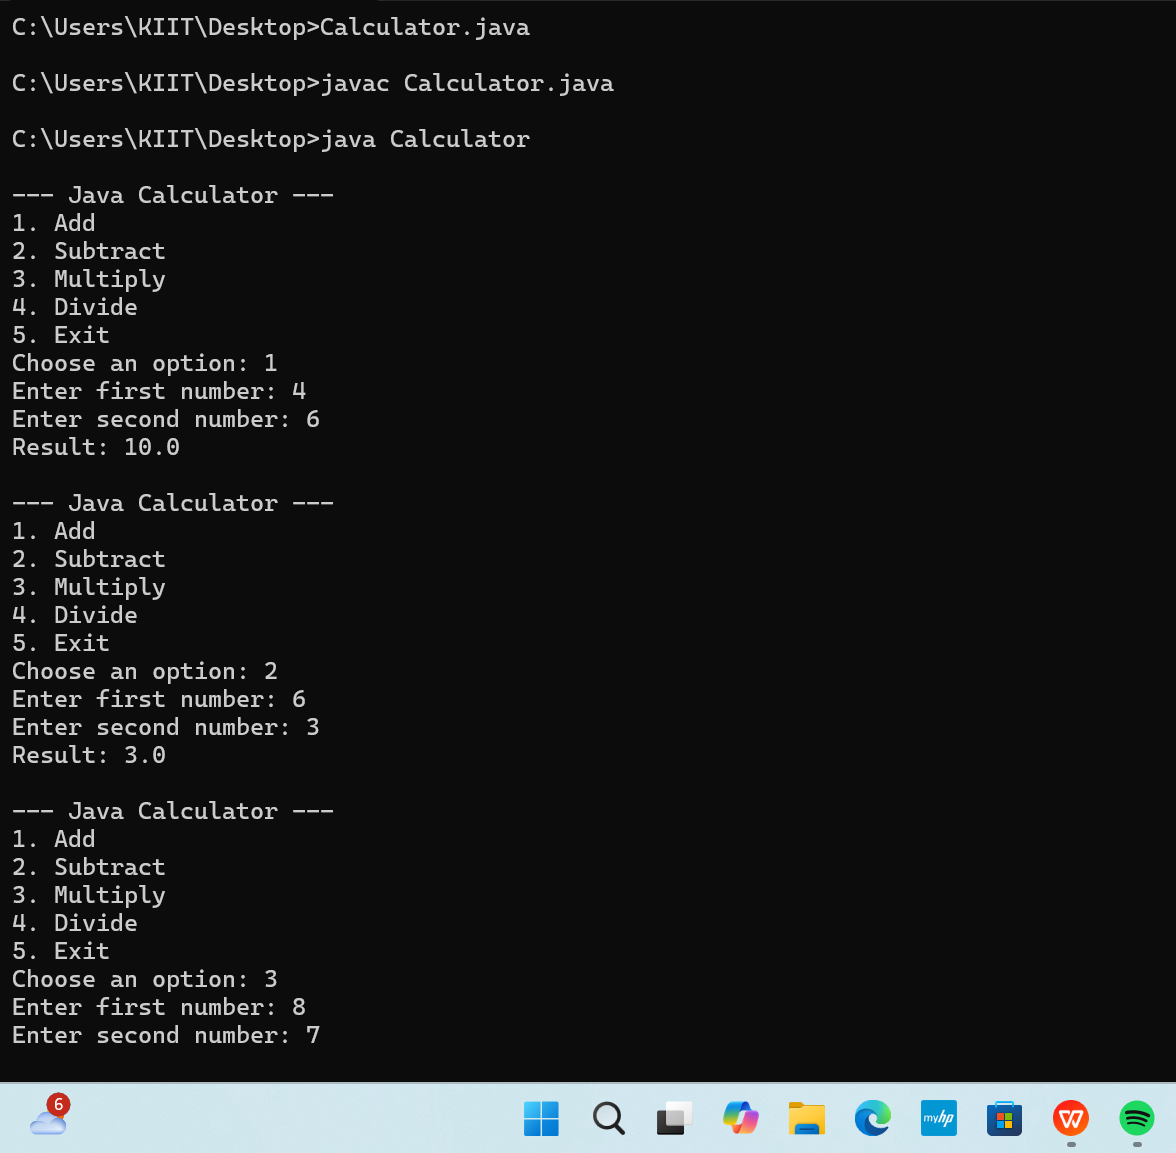 C:\Users\KIIT\Desktop>Calculator.java
C:\Users\KIIT\Desktop>javac Calculator.java
C:\Users\KIIT\Desktop>java Calculator
--- Java Calculator ---
1. Add
2. Subtract
3. Multiply
4. Divide
5. Exit
Choose an option: 1
Enter first number: 4
Enter second number: 6
Result: 10.0
--- Java Calculator ---
1. Add
2. Subtract
3. Multiply
4. Divide
5. Exit
Choose an option: 2
Enter first number: 6
Enter second number: 3
Result: 3.0
--- Java Calculator ---
1. Add
2. Subtract
3. Multiply
4. Divide
5. Exit
Choose an option: 3
Enter first number: 8
Enter second number: 7
6
myhp
W